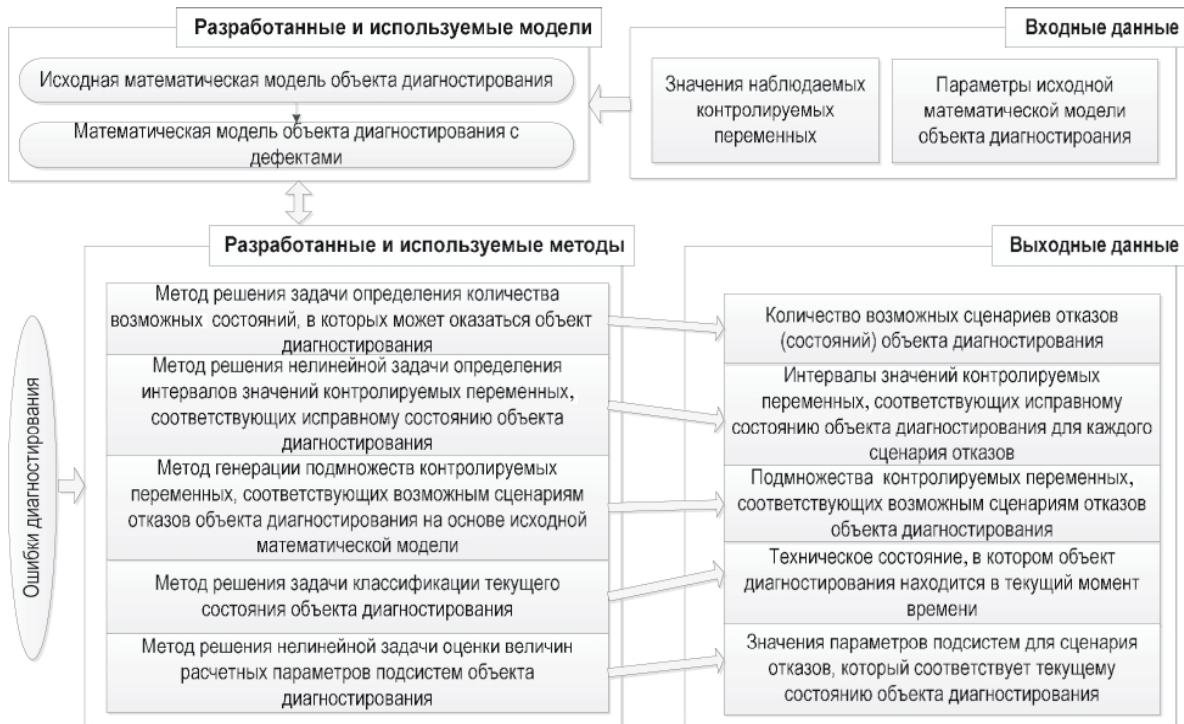 Разработанные и используемые модели
Исходная математическая модель объекта диагностирования
Математическая модель объекта диагностирования с
дефектами
Входные данные
Значения наблюдаемых
контролируемых
переменных
Параметры исходной
математической модели
объекта диагностироания
Ошибки диагностирования
Разработанные и используемые методы
Метод решения задачи определения количества
возможных состояний, в которых может оказаться объект
диагностирования
Метод решения нелинейной задачи определения
интервалов значений контролируемых переменных,
соответствующих исправному состоянию объекта
диагностирования
Метод генерации подмножеств контролируемых
переменных, соответствующих возможным сценариям
отказов объекта диагностирования на основе исходной
математической модели
Метод решения задачи классификации текущего
состояния объекта диагностирования
Метод решения нелинейной задачи оценки величин
расчетных параметров подсистем объекта
диагностирования
Выходные данные
Количество возможных сценариев отказов
(состояний) объекта диагностирования
Интервалы значений контролируемых
переменных, соответствующих исправному
состоянию объекта диагностирования для каждого
сценария отказов
Подмножества контролируемых переменных,
соответствующих возможным сценариям отказов
объекта диагностирования
Техническое состояние, в котором объект
диагностирования находится в текущий момент
времени
Значения параметров подсистем для сценария
отказов, который соответствует текущему
состоянию объекта диагностирования